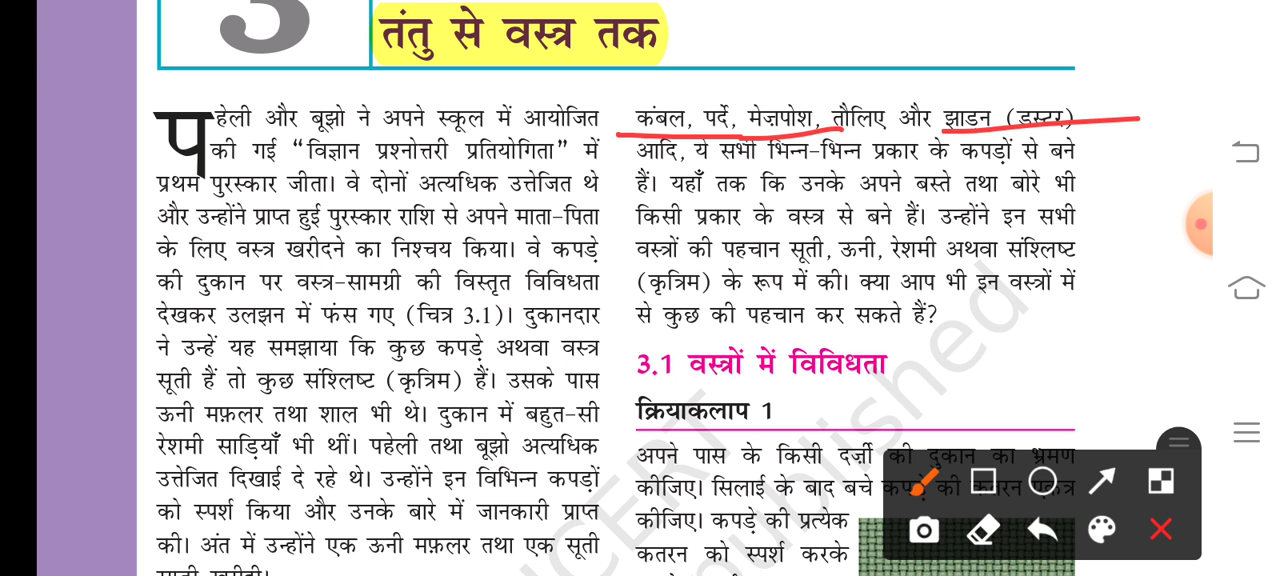 3
तंतु से वस्त्र तक
पहेली और बूझो ने अपने स्कूल में आयोजित
की गई “विज्ञान प्रश्नोत्तरी प्रतियोगिता” में
प्रथम पुरस्कार जीता। वे दोनों अत्यधिक उत्तेजित थे
और उन्होंने प्राप्त हुई पुरस्कार राशि से अपने माता-पिता
के लिए वस्त्र खरीदने का निश्चय किया। वे कपड़े
की दुकान पर वस्त्र-सामग्री की विस्तृत विविधता
देखकर उलझन में फंस गए (चित्र 3.1)। दुकानदार
ने उन्हें यह समझाया कि कुछ कपड़े अथवा वस्त्र
सूती हैं तो कुछ संश्लिष्ट (कृत्रिम) हैं। उसके पास
ऊनी मफ़लर तथा शाल भी थे। दुकान में बहुत-सी
रेशमी साड़ियाँ भी थीं। पहेली तथा बूझो अत्यधिक
उत्तेजित दिखाई दे रहे थे। उन्होंने इन विभिन्न कपड़ों
को स्पर्श किया और उनके बारे में जानकारी प्राप्त
की। अंत में उन्होंने एक ऊनी मफ़लर तथा एक सूती
कंबल, पर्दे, मेज़पोश, तौलिए और झाडन (डस्टर)
आदि, ये सभी भिन्न-भिन्न प्रकार के कपड़ों से बने
हैं। यहाँ तक कि उनके अपने बस्ते तथा बोरे भी
किसी प्रकार के वस्त्र से बने हैं। उन्होंने इन सभी
वस्त्रों की पहचान सूती, ऊनी, रेशमी अथवा संश्लिष्ट
(कृत्रिम) के रूप में की। क्या आप भी इन वस्त्रों में
से कुछ की पहचान कर सकते हैं?
3.1 वस्त्रों में विविधता
क्रियाकलाप 1
अपने पास के किसी दर्ज़ी की दुकान का भ्रमण
कीजिए। सिलाई के बाद बचे कपड़े की कतरन एकत्र
कीजिए। कपड़े की प्रत्येक
कतरन को स्पर्श करके
NCERT
published